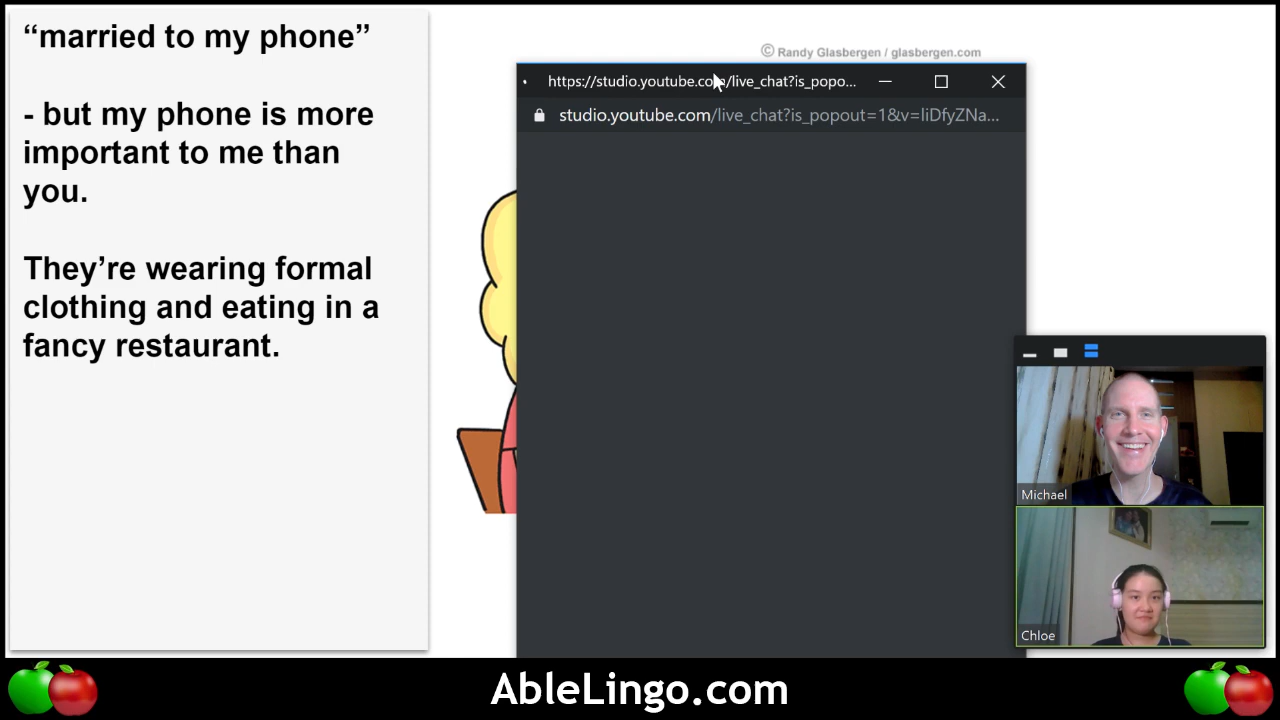 “married to my phone”
- but my phone is more
important to me than
you.
They’re wearing formal
clothing and eating in a
fancy restaurant.
© Randy Glasbergen / glasbergen.com
https://studio.youtube.com/live_chat?is_popo...
studio.youtube.com/live_chat?is_popout=1&v=liDfyZNa...
Michael
Chloe
AbleLingo.com